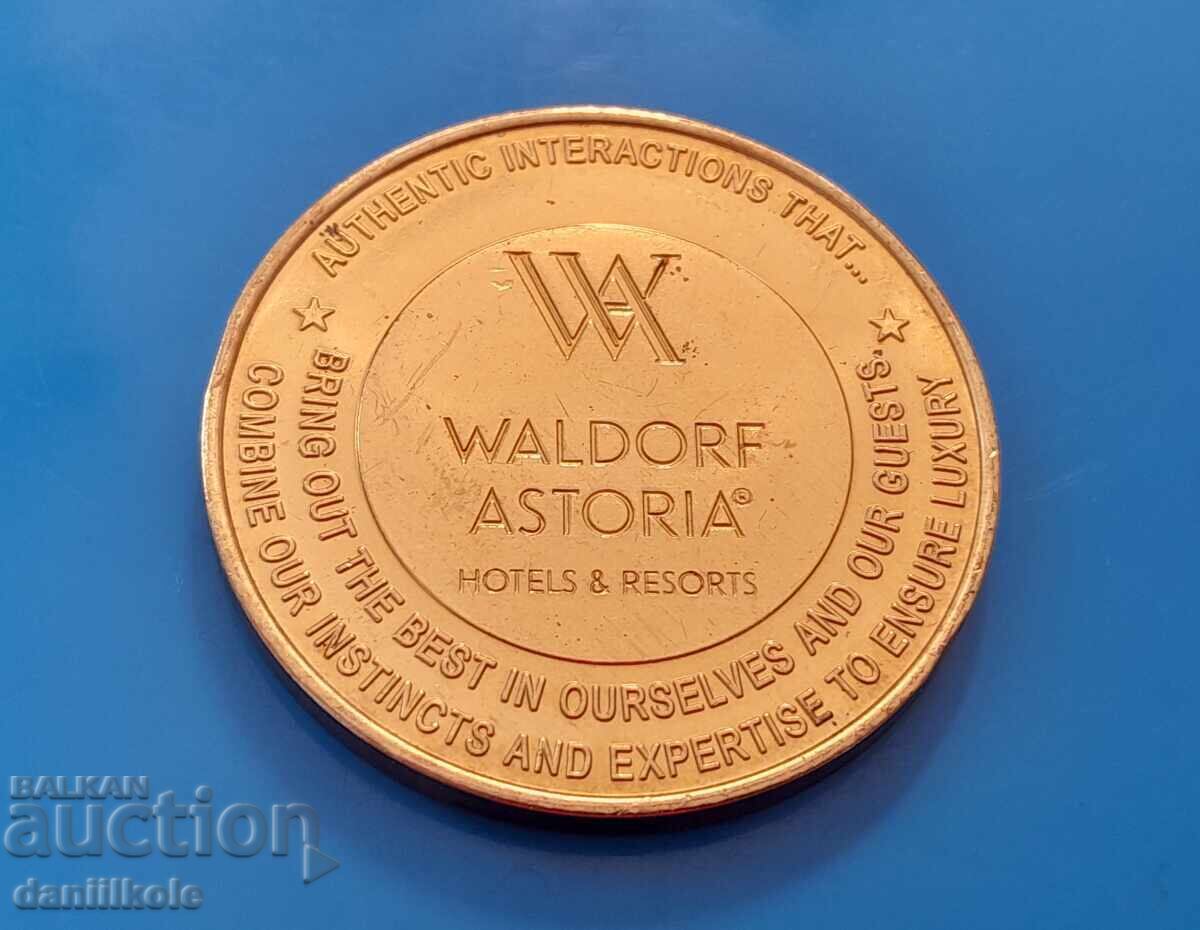 AUTHENTIC INTERACTIONS THAT...
WA
WALDORF
ASTORIA®
HOTELS & RESORTS
BRING OUT THE BEST IN OURSELVES AND OUR GUESTS.
COMBINE OUR INSTINCTS AND EXPERTISE TO ENSURE LUXURY
BALKAN
auction
daniilkole